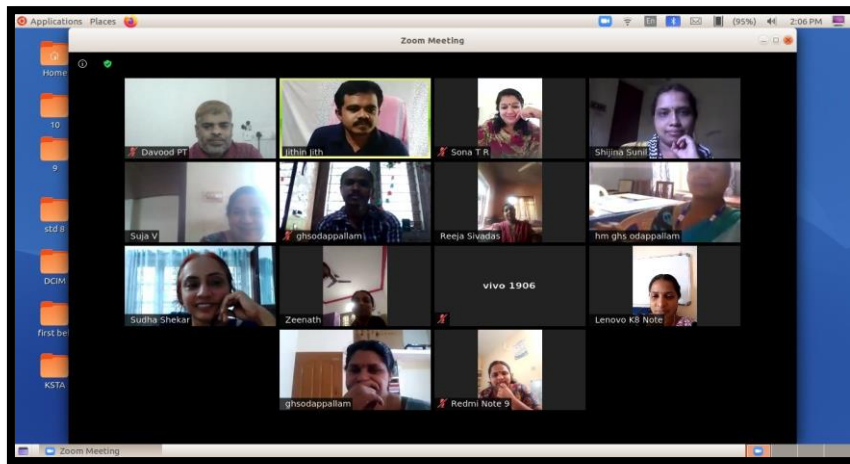 Applications Places En (95%) 2:06 PM
Zoom Meeting
Home
10
9
std 8
DCIM
first bel
KSTA
Davood PT
Jithin Jith
Sona T R
Shijina Sunil
Suja V
ghsodappallam
Reeja Sivadas
hm ghs odappallam
Sudha Shekar
Zeenath
vivo 1906
Lenovo K8 Note
ghsodappallam
Redmi Note 9
Zoom Meeting